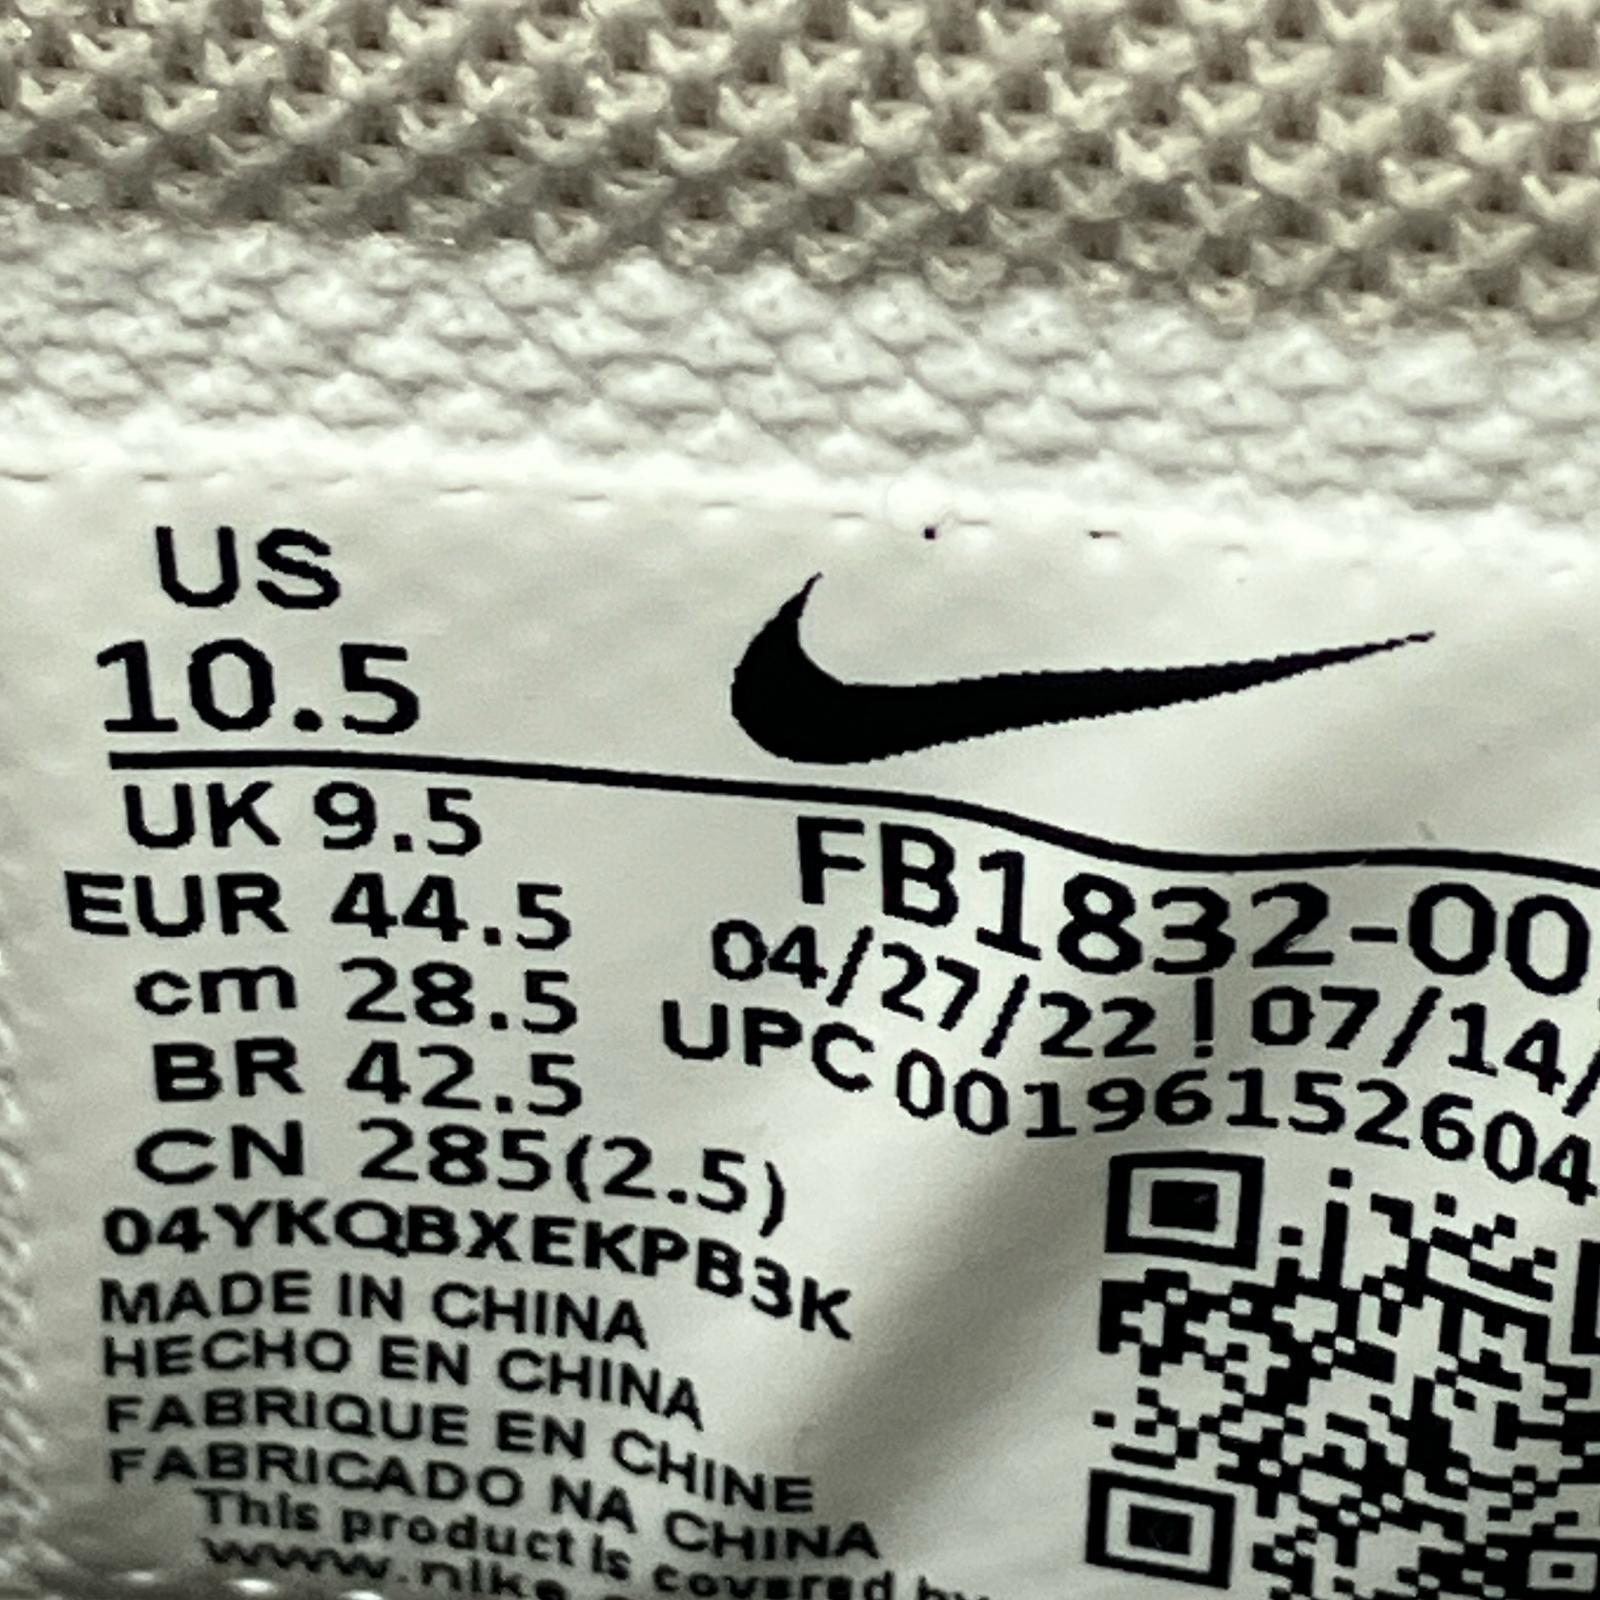 US
10.5
UK 9.5
EUR 44.5
cm 28.5
BR 42.5
CN 285(2.5)
04YKQBXEKPB3K
MADE IN CHINA
HECHO EN CHINA
FABRIQUE EN CHINE
FABRICADO NA CHINA
This product is covered by
www.nike.
FB1832-00
04/27/22 ! 07/14/
UPC 00196152604